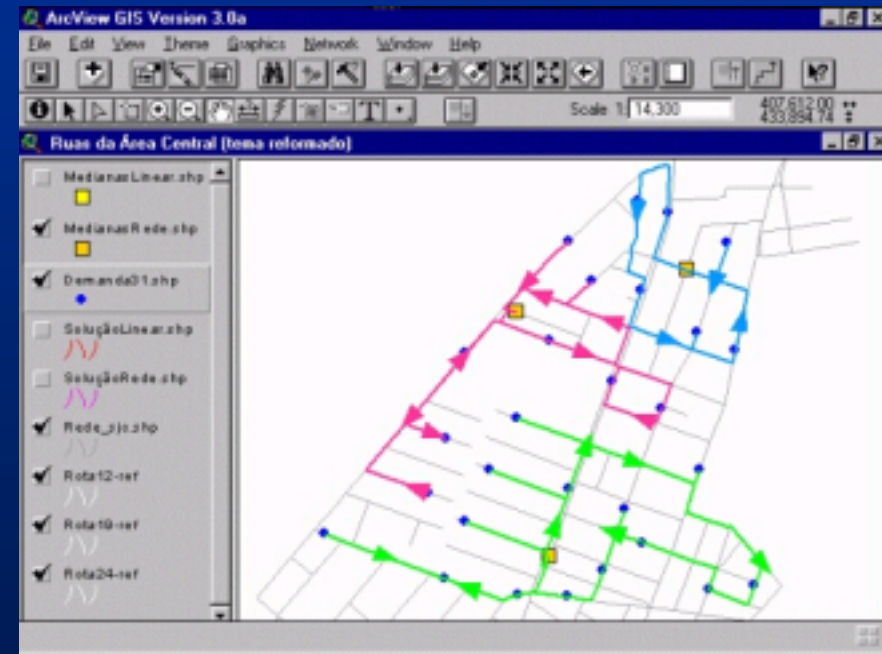 ArcView GIS Version 3.0a
File Edit View Theme Graphics Network Window Help
Scale 1: 14,300
407,612.00
433,894.74
Ruas da Área Central (tema reformado)
MedianasLinear.shp
MedianasRede.shp
Demanda31.shp
SoluçãoLinear.shp
SoluçãoRede.shp
Rede_sjc.shp
Rota12-ref
Rota19-ref
Rota24-ref